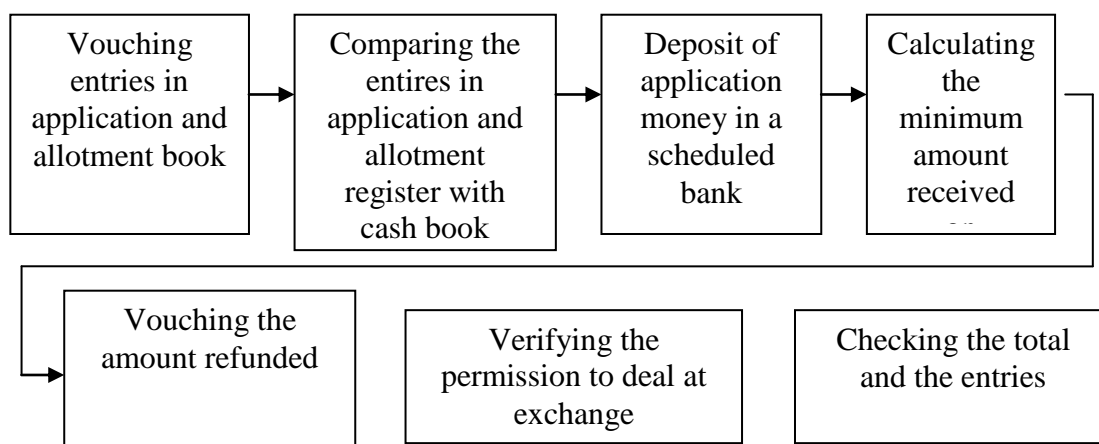 Vouching
entries in
application and
allotment book
Comparing the
entires in
application and
allotment
register with
cash book
Deposit of
application
money in a
scheduled
bank
Calculating
the
minimum
amount
received
Vouching the
amount refunded
Verifying the
permission to deal at
exchange
Checking the total
and the entries